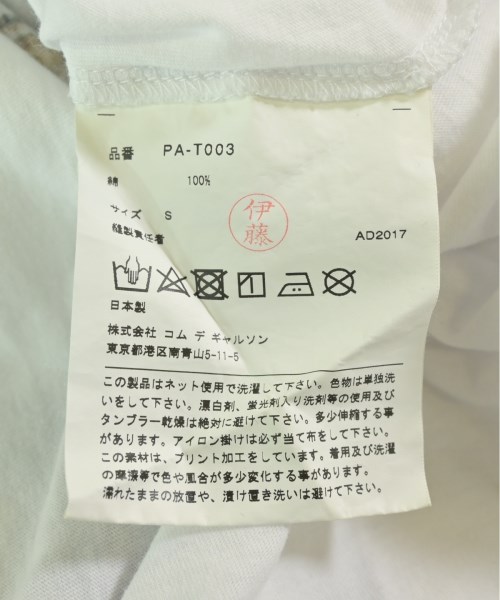 品番 PA-T003
綿 100%
サイズ S
伊藤
縫製責任者
AD2017
日本製
株式会社 コム デ ギャルソン
東京都港区南青山5-11-5
この製品はネット使用で洗濯して下さい。色物は単独洗
いをして下さい。漂白剤、蛍光剤入り洗剤等の使用及び
タンブラー乾燥は絶対に避けて下さい。多少伸縮する事
があります。アイロン掛けは必ず当て布をして下さい。
この素材は、プリント加工をしています。着用及び洗濯
の摩擦等で色や風合が多少変化する事があります。
濡れたままの放置や、漬け置き洗いは避けて下さい。